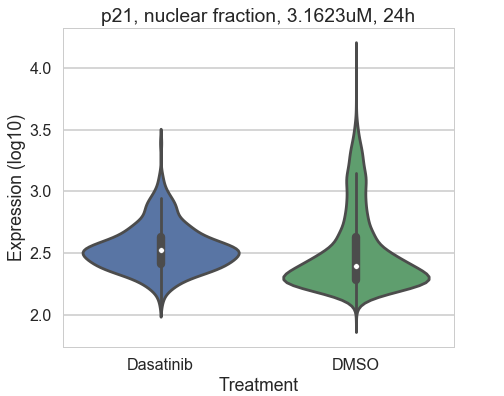 p21, nuclear fraction, 3.1623uM, 24h
Expression (log10)
4.0
3.5
3.0
2.5
2.0
Dasatinib DMSO
Treatment